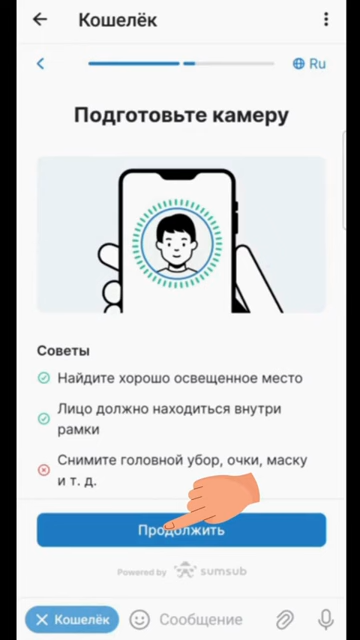 Кошелёк
Ru
Подготовьте камеру
Советы
Найдите хорошо освещенное место
Лицо должно находиться внутри
рамки
Снимите головной убор, очки, маску
и т. д.
Продолжить
Powered by sumsub
Кошелёк
Сообщение